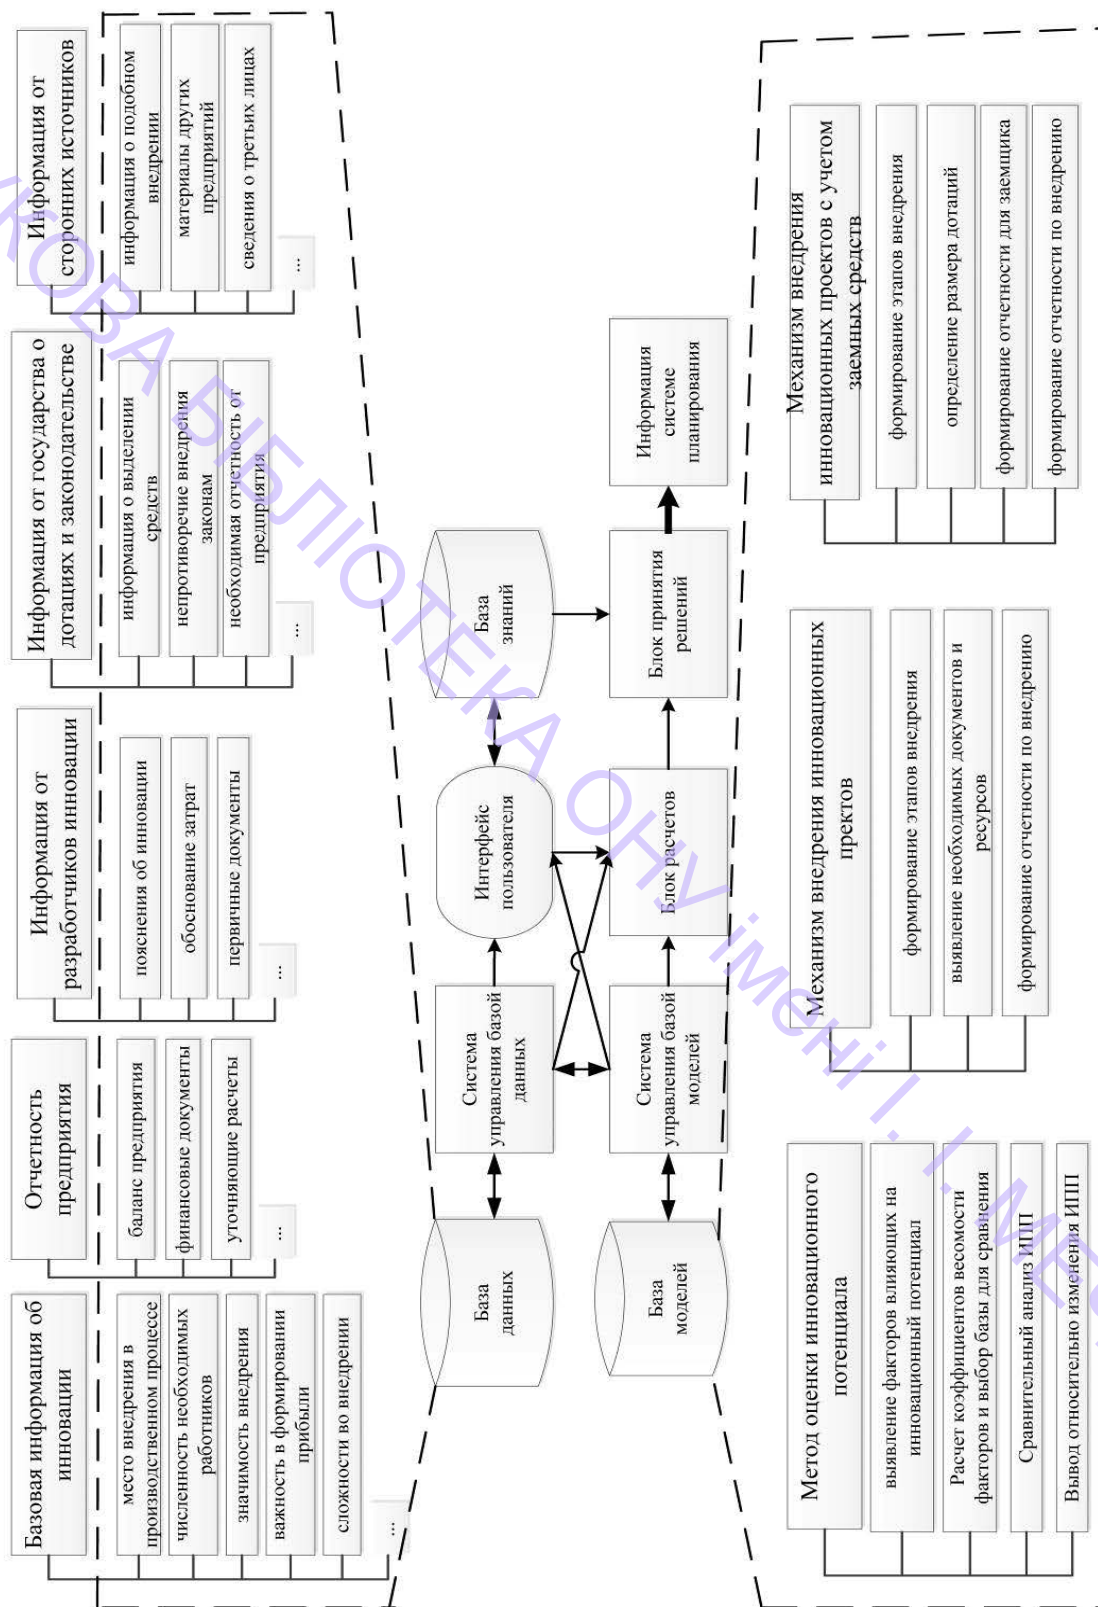 Базовая информация об
инновации
место внедрения в
производственном процессе
численность необходимых
работников
значимость внедрения
важность в формировании
прибыли
сложности во внедрении
...
Отчетность
предприятия
баланс предприятия
финансовые документы
уточняющие расчеты
...
Информация от
разработчиков инновации
пояснения об инновации
обоснование затрат
первичные документы
...
Информация от государства о
дотациях и законодательстве
информация о выделении
средств
непротиворечие внедрения
законам
необходимая отчетность от
предприятия
...
Информация от
сторонних источников
информация о подобном
внедрении
материалы других
предприятий
сведения о третьих лицах
...
База
данных
Система
управления базой
данных
Интерфейс
пользователя
База
знаний
База
моделей
Система
управления базой
моделей
Блок расчетов
Блок принятия
решений
Информация
системе
планирования
Метод оценки инновационного
потенциала
выявление факторов влияющих на
инновационный потенциал
Расчет коэффициентов весомости
факторов и выбор базы для сравнения
Сравнительный анализ ИПП
Вывод относительно изменения ИПП
Механизм внедрения инновационных
пректов
формирование этапов внедрения
выявление необходимых документов и
ресурсов
формирование отчетности по внедрению
Механизм внедрения
инновационных проектов с учетом
заемных средств
формирование этапов внедрения
определение размера дотаций
формирование отчетности для заемщика
формирование отчетности по внедрению
БІБЛІОТЕКА ОНУ імені І. І.